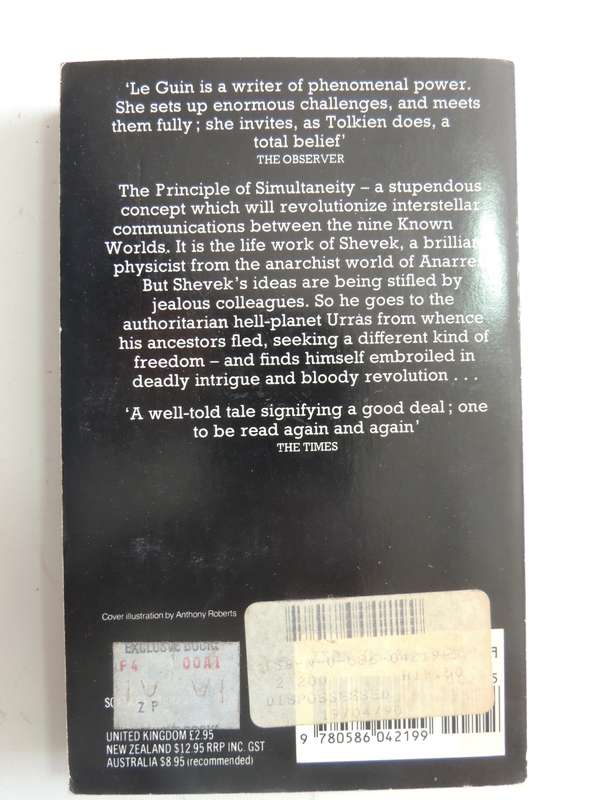 ‘Le Guin is a writer of phenomenal power.
She sets up enormous challenges, and meets
them fully; she invites, as Tolkien does, a
total belief’
THE OBSERVER
The Principle of Simultaneity – a stupendous
concept which will revolutionize interstellar
communications between the nine Known
Worlds. It is the life work of Shevek, a brilliant
physicist from the anarchist world of Anarres.
But Shevek’s ideas are being stifled by
jealous colleagues. So he goes to the
authoritarian hell-planet Urras from whence
his ancestors fled, seeking a different kind of
freedom – and finds himself embroiled in
deadly intrigue and bloody revolution . . .
‘A well-told tale signifying a good deal; one
to be read again and again’
THE TIMES
Cover illustration by Anthony Roberts
EXCLUSIVE BOOKS
P4 00A1
Z P
DISPOSSESSED
UNITED KINGDOM £2.95
NEW ZEALAND $12.95 RRP INC. GST
AUSTRALIA $8.95 (recommended)
9 780586 042199